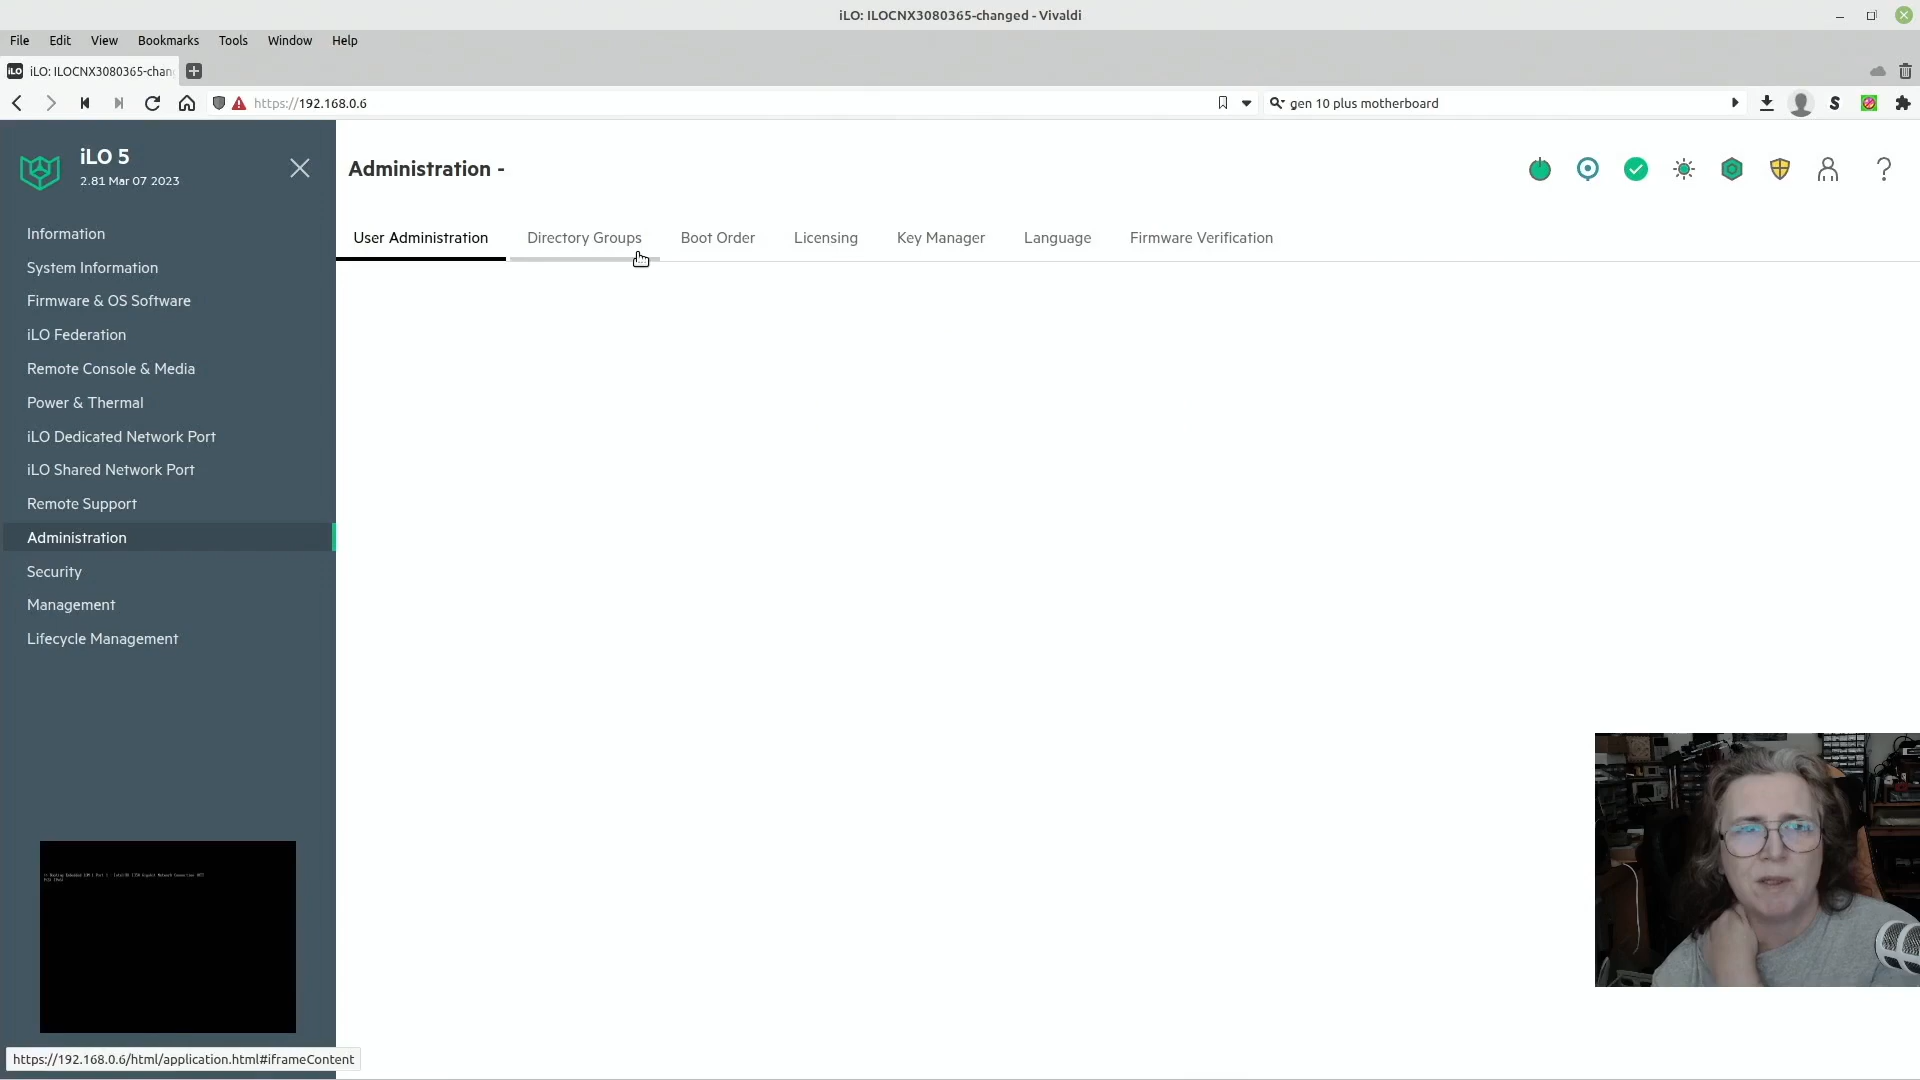 iLO: ILOCNX3080365-changed - Vivaldi
File Edit View Bookmarks Tools Window Help
iLO iLO: ILOCNX3080365-chan
https://192.168.0.6
gen 10 plus motherboard
S
iLO 5
2.81 Mar 07 2023
Administration -
?
User Administration Directory Groups Boot Order Licensing Key Manager Language Firmware Verification
Information
System Information
Firmware & OS Software
iLO Federation
Remote Console & Media
Power & Thermal
iLO Dedicated Network Port
iLO Shared Network Port
Remote Support
Administration
Security
Management
Lifecycle Management
https://192.168.0.6/html/application.html#iframeContent